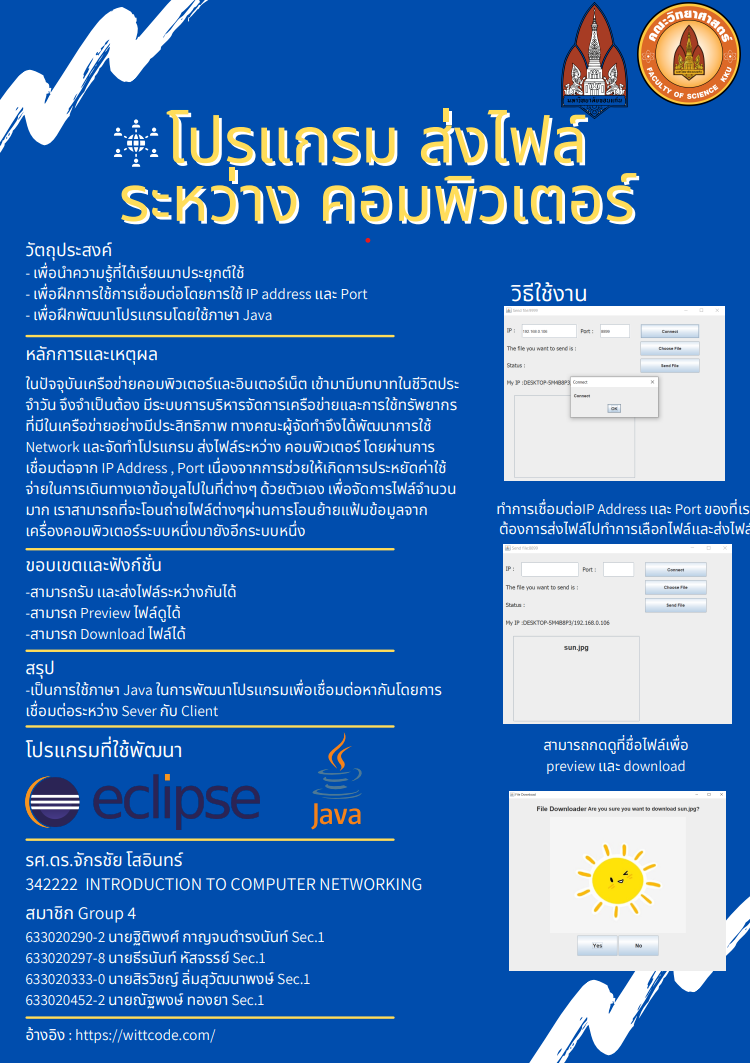 คณะวิทยาศาสตร์
FACULTY OF SCIENCE KKU
มหาวิทยาลัยขอนแก่น
โปรแกรม ส่งไฟล์
ระหว่าง คอมพิวเตอร์
วัตถุประสงค์
- เพื่อนำความรู้ที่ได้เรียนมาประยุกต์ใช้
- เพื่อฝึกการใช้การเชื่อมต่อโดยการใช้ IP address และ Port
- เพื่อฝึกพัฒนาโปรแกรมโดยใช้ภาษา Java
หลักการและเหตุผล
ในปัจจุบันเครือข่ายคอมพิวเตอร์และอินเตอร์เน็ต เข้ามามีบทบาทในชีวิตประ
จำวัน จึงจำเป็นต้อง มีระบบการบริหารจัดการเครือข่ายและการใช้ทรัพยากร
ที่มีในเครือข่ายอย่างมีประสิทธิภาพ ทางคณะผู้จัดทำจึงได้พัฒนาการใช้
Network และจัดทำโปรแกรม ส่งไฟล์ระหว่าง คอมพิวเตอร์ โดยผ่านการ
เชื่อมต่อจาก IP Address , Port เนื่องจากการช่วยให้เกิดการประหยัดค่าใช้
จ่ายในการเดินทางเอาข้อมูลไปในที่ต่างๆ ด้วยตัวเอง เพื่อจัดการไฟล์จำนวน
มาก เราสามารถที่จะโอนถ่ายไฟล์ต่างๆผ่านการโอนย้ายแฟ้มข้อมูลจาก
เครื่องคอมพิวเตอร์ระบบหนึ่งมายังอีกระบบหนึ่ง
ขอบเขตและฟังก์ชั่น
-สามารถรับ และส่งไฟล์ระหว่างกันได้
-สามารถ Preview ไฟล์ดูได้
-สามารถ Download ไฟล์ได้
สรุป
-เป็นการใช้ภาษา Java ในการพัฒนาโปรแกรมเพื่อเชื่อมต่อหากันโดยการ
เชื่อมต่อระหว่าง Sever กับ Client
โปรแกรมที่ใช้พัฒนา
eclipse
Java
รศ.ดร.จักรชัย โสอินทร์
342222 INTRODUCTION TO COMPUTER NETWORKING
สมาชิก Group 4
633020290-2 นายฐิติพงศ์ กาญจนดำรงนันท์ Sec.1
633020297-8 นายธีรนันท์ หัสจรรย์ Sec.1
633020333-0 นายสิรวิชญ์ ลิ่มสุวัฒนาพงษ์ Sec.1
633020452-2 นายณัฐพงษ์ ทองยา Sec.1
อ้างอิง : https://wittcode.com/
วิธีใช้งาน
IP : 192.168.0.106 Port : 8899 Connect
The file you want to send is : Choose File
Status : Send File
My IP :DESKTOP-5M4B8P3
Connect
Connect
OK
ทำการเชื่อมต่อIP Address และ Port ของที่เรา
ต้องการส่งไฟล์ไปทำการเลือกไฟล์และส่งไฟล์
IP : Port : Connect
The file you want to send is : Choose File
Status : Send File
My IP :DESKTOP-5M4B8P3/192.168.0.106
sun.jpg
สามารถกดดูที่ชื่อไฟล์เพื่อ
preview และ download
File Download
File Downloader Are you sure you want to download sun.jpg?
Yes No